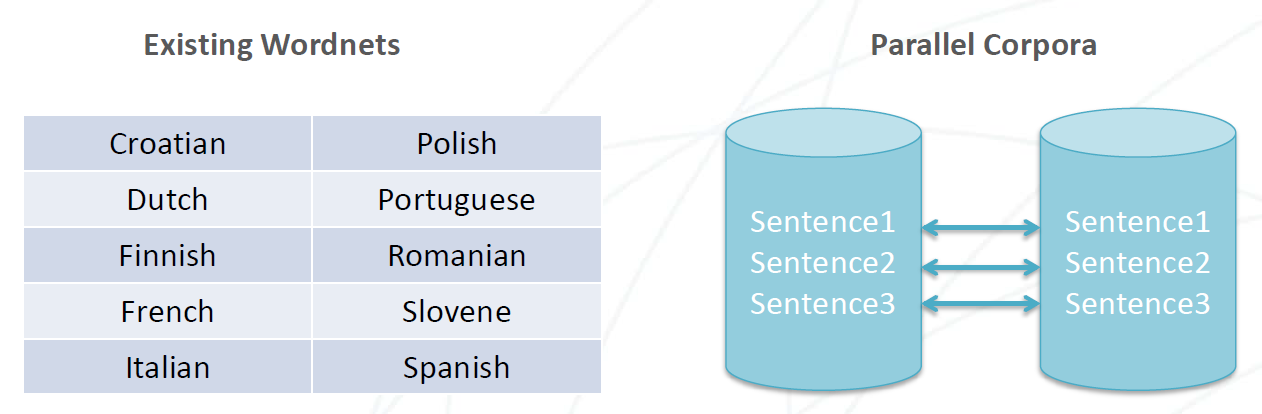 Existing Wordnets
Croatian Polish
Dutch Portuguese
Finnish Romanian
French Slovene
Italian Spanish
Parallel Corpora
Sentence1 Sentence1
Sentence2 Sentence2
Sentence3 Sentence3